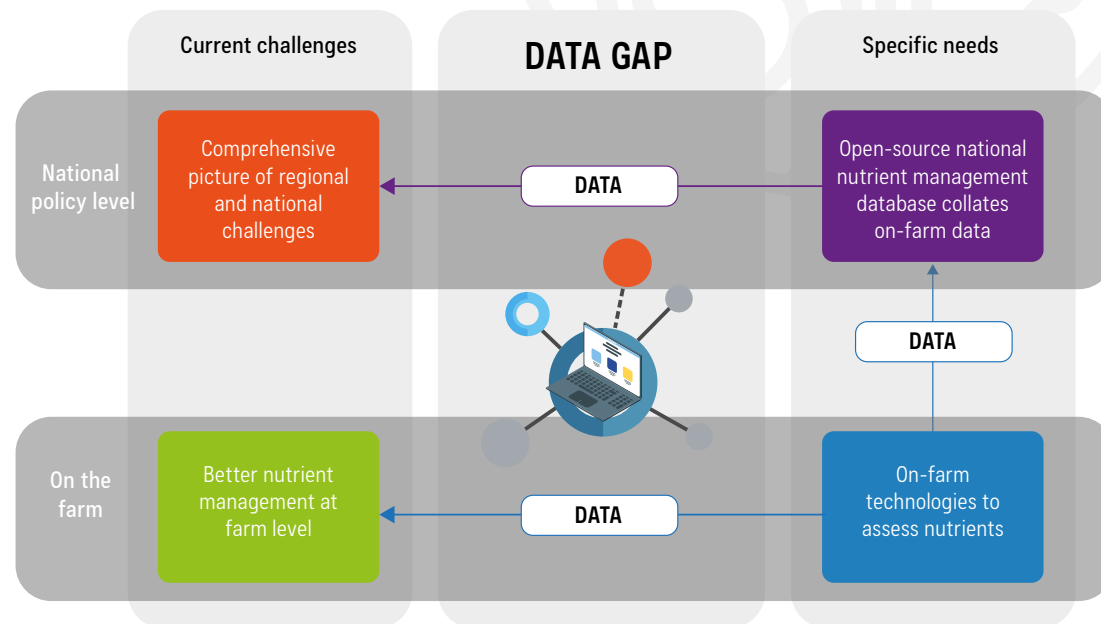 Current challenges
DATA GAP
Specific needs
National
policy level
Comprehensive
picture of regional
and national
challenges
DATA
Open-source national
nutrient management
database collates
on-farm data
DATA
On the
farm
Better nutrient
management at
farm level
DATA
On-farm
technologies to
assess nutrients